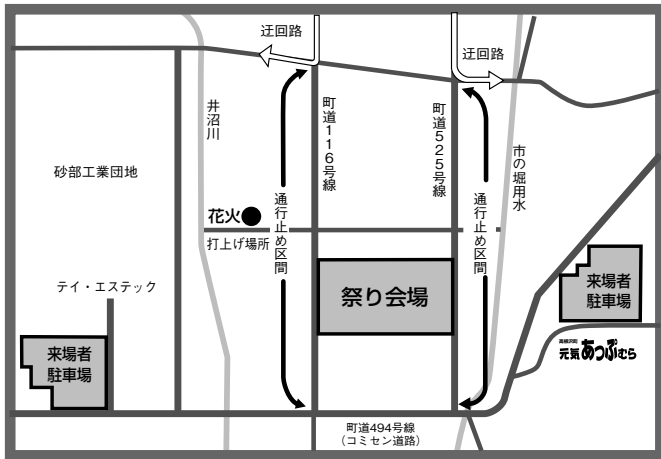 迂回路
迂回路
井沼川
町道116号線
町道525号線
市の堀用水
砂部工業団地
花火
打上げ場所
通行止め区間
通行止め区間
テイ・エステック
祭り会場
来場者
駐車場
来場者
駐車場
高根沢町
元気あっぷむら
町道494号線
(コミセン道路)